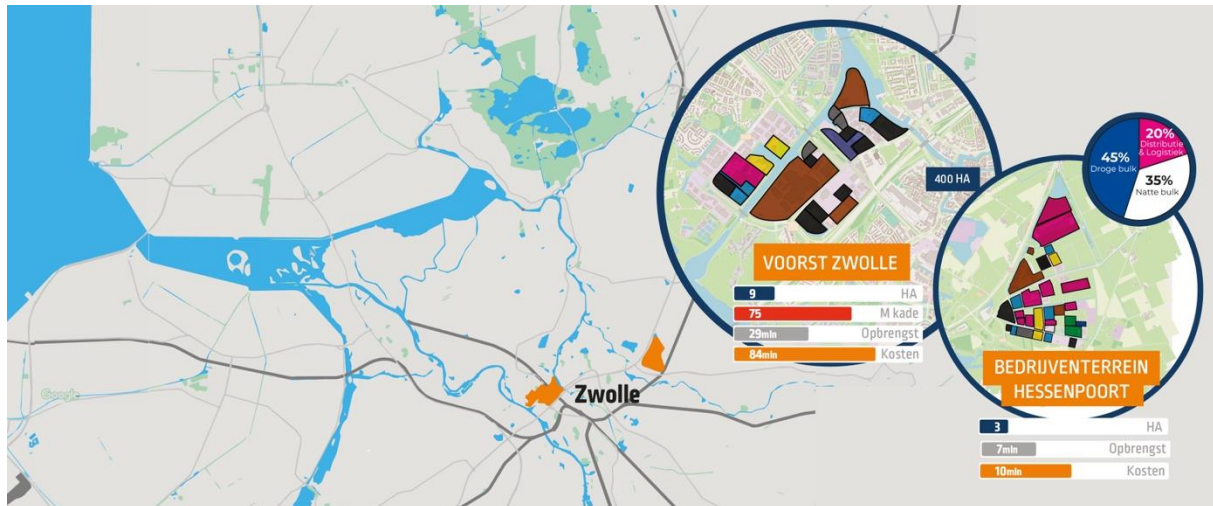 Google
Zwolle
400 HA
VOORST ZWOLLE
9 HA
75 M kade
29mln Opbrengst
84mln Kosten
45%
Droge bulk
20%
Distributie
& Logistiek
35%
Natte bulk
BEDRIJVENTERREIN
HESSENPOORT
3 HA
7mln Opbrengst
10mln Kosten